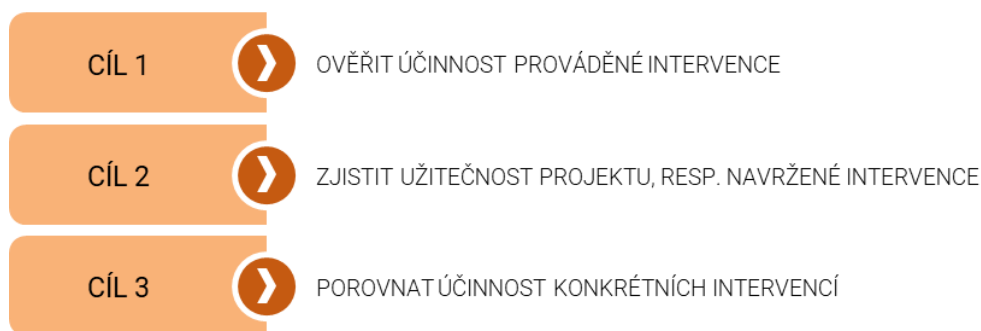 CÍL 1
OVĚŘIT ÚČINNOST PROVÁDĚNÉ INTERVENCE
CÍL 2
ZJISTIT UŽITEČNOST PROJEKTU, RESP. NAVRŽENÉ INTERVENCE
CÍL 3
POROVNAT ÚČINNOST KONKRÉTNÍCH INTERVENCÍ